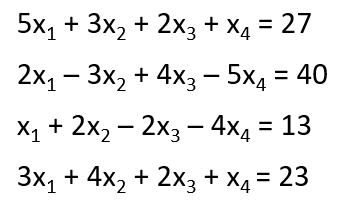 5x₁ + 3x₂ + 2x₃ + x₄ = 27
2x₁ – 3x₂ + 4x₃ – 5x₄ = 40
x₁ + 2x₂ – 2x₃ – 4x₄ = 13
3x₁ + 4x₂ + 2x₃ + x₄ = 23